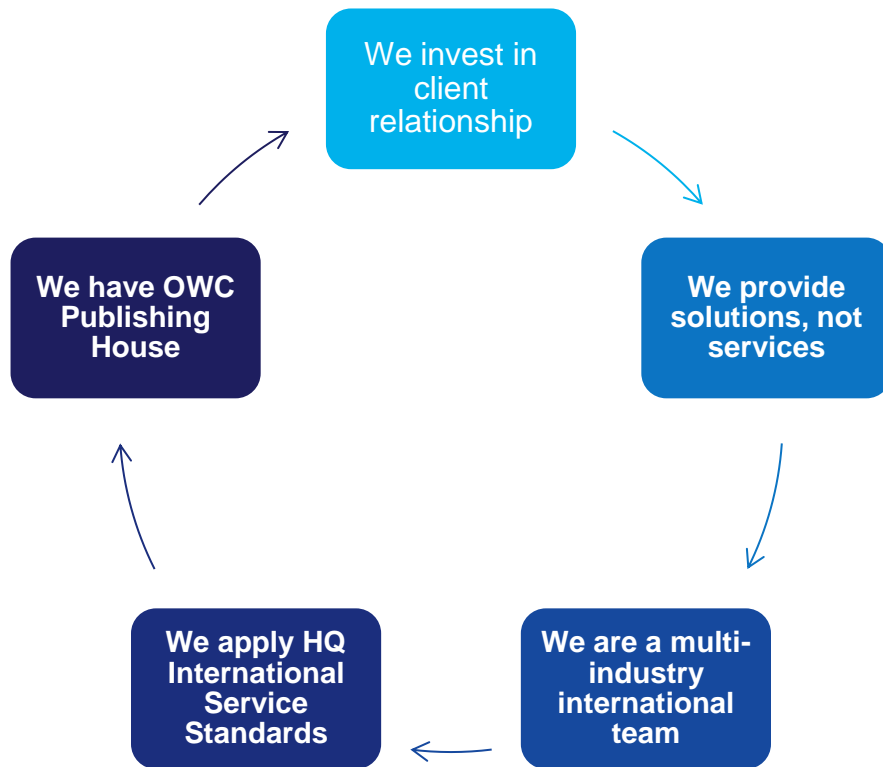 We invest in
client
relationship
We provide
solutions, not
services
We are a multi-
industry
international
team
We apply HQ
International
Service
Standards
We have OWC
Publishing
House